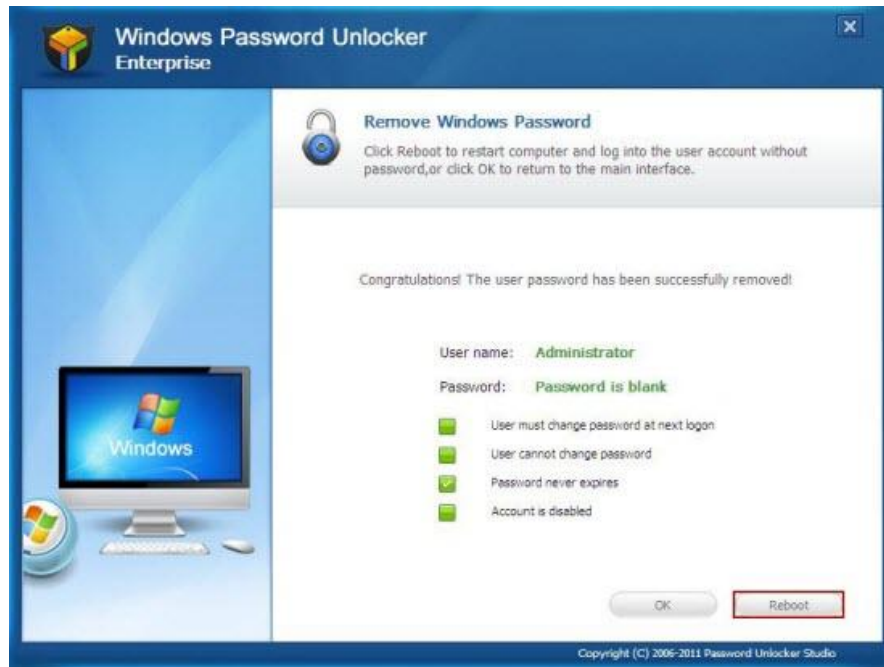 Windows Password Unlocker
Enterprise
Remove Windows Password
Click Reboot to restart computer and log into the user account without
password,or click OK to return to the main interface.
Congratulations! The user password has been successfully removed!
User name: Administrator
Password: Password is blank
User must change password at next logon
User cannot change password
Password never expires
Windows
Account is disabled
OK Reboot
Copyright (C) 2006-2011 Password Unlocker Studio